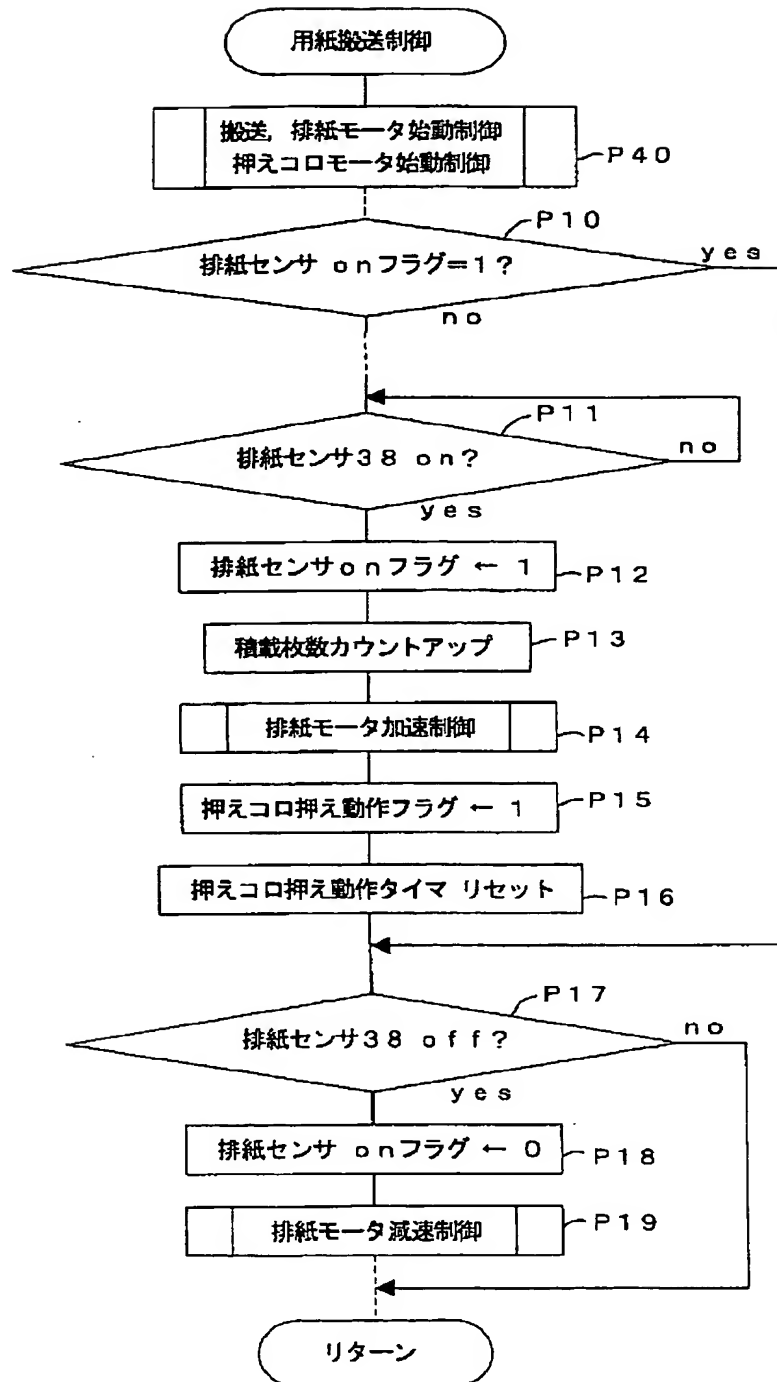 用紙搬送制御
搬送, 排紙モータ始動制御
押えコロモータ始動制御
P40
P10
排紙センサ onフラグ=1?
yes
no
P11
排紙センサ38 on?
no
yes
排紙センサonフラグ ← 1
P12
積載枚数カウントアップ
P13
排紙モータ加速制御
P14
押えコロ押え動作フラグ ← 1
P15
押えコロ押え動作タイマ リセット
P16
P17
排紙センサ38 off?
no
yes
排紙センサ onフラグ ← 0
P18
排紙モータ減速制御
P19
リターン